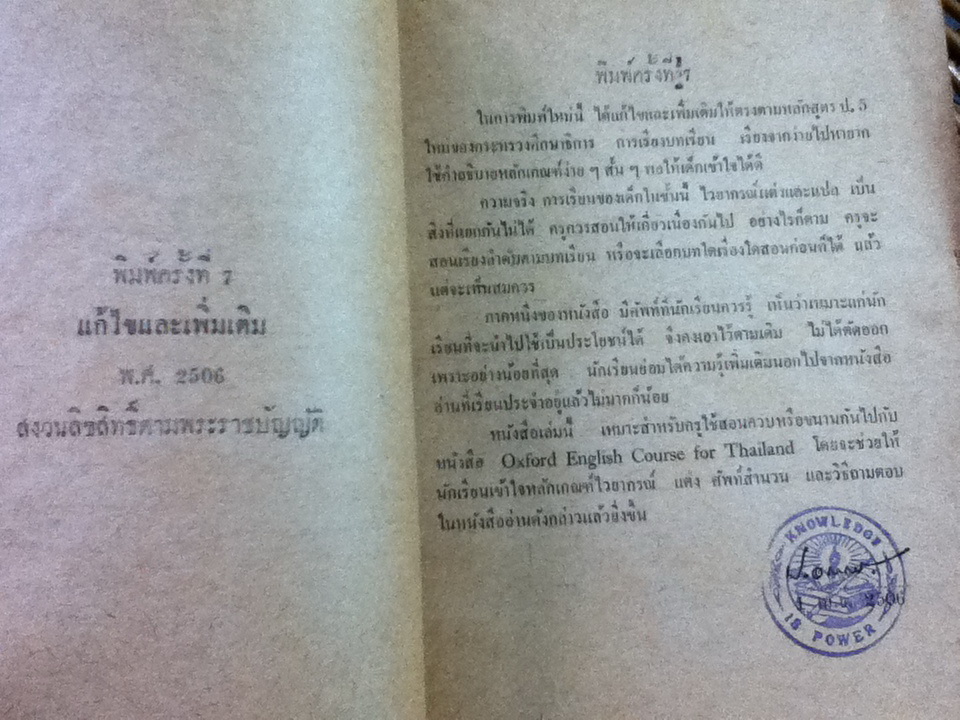 พิมพ์ครั้งที่ 7
แก้ไขและเพิ่มเติม
พ.ศ. 2506
สงวนลิขสิทธิ์ตามพระราชบัญญัติ
พิมพ์ครั้งที่ 7
ในการพิมพ์ใหม่นี้ ได้แก้ไขและเพิ่มเติมให้ตรงตามหลักสูตร ป. 5
ใหม่ของกระทรวงศึกษาธิการ การเรียงบทเรียน เรียงจากง่ายไปหายาก
ใช้คำอธิบายหลักเกณฑ์ง่าย ๆ สั้น ๆ พอให้เด็กเข้าใจได้ดี
ความจริง การเรียนของเด็กในชั้นนี้ ไวยากรณ์แต่งและแปล เป็น
สิ่งที่แยกกันไม่ได้ ครูควรสอนให้เกี่ยวเนื่องกันไป อย่างไรก็ตาม ครูจะ
สอนเรียงลำดับตามบทเรียน หรือจะเลือกบทใดเรื่องใดสอนก่อนก็ได้ แล้ว
แต่จะเห็นสมควร
ภาคหนึ่งของหนังสือ มีศัพท์ที่นักเรียนควรรู้ เห็นว่าเหมาะแก่นัก
เรียนที่จะนำไปใช้เป็นประโยชน์ได้ จึงคงเอาไว้ตามเดิม ไม่ได้ตัดออก
เพราะอย่างน้อยที่สุด นักเรียนย่อมได้ความรู้เพิ่มเติมนอกไปจากหนังสือ
อ่านที่เรียนประจำอยู่แล้วไม่มากก็น้อย
หนังสือเล่มนี้ เหมาะสำหรับครูใช้สอนควบหรือขนานกันไปกับ
หนังสือ Oxford English Course for Thailand โดยจะช่วยให้
นักเรียนเข้าใจหลักเกณฑ์ไวยากรณ์ แต่ง ศัพท์สำนวน และวิธีถามตอบ
ในหนังสืออ่านดังกล่าวแล้วยิ่งขึ้น
KNOWLEDGE
2506
IS POWER